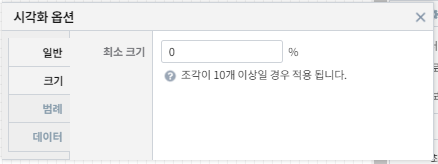 시각화 옵션
일반
크기
범례
데이터
최소 크기
0 %
조각이 10개 이상일 경우 적용 됩니다.